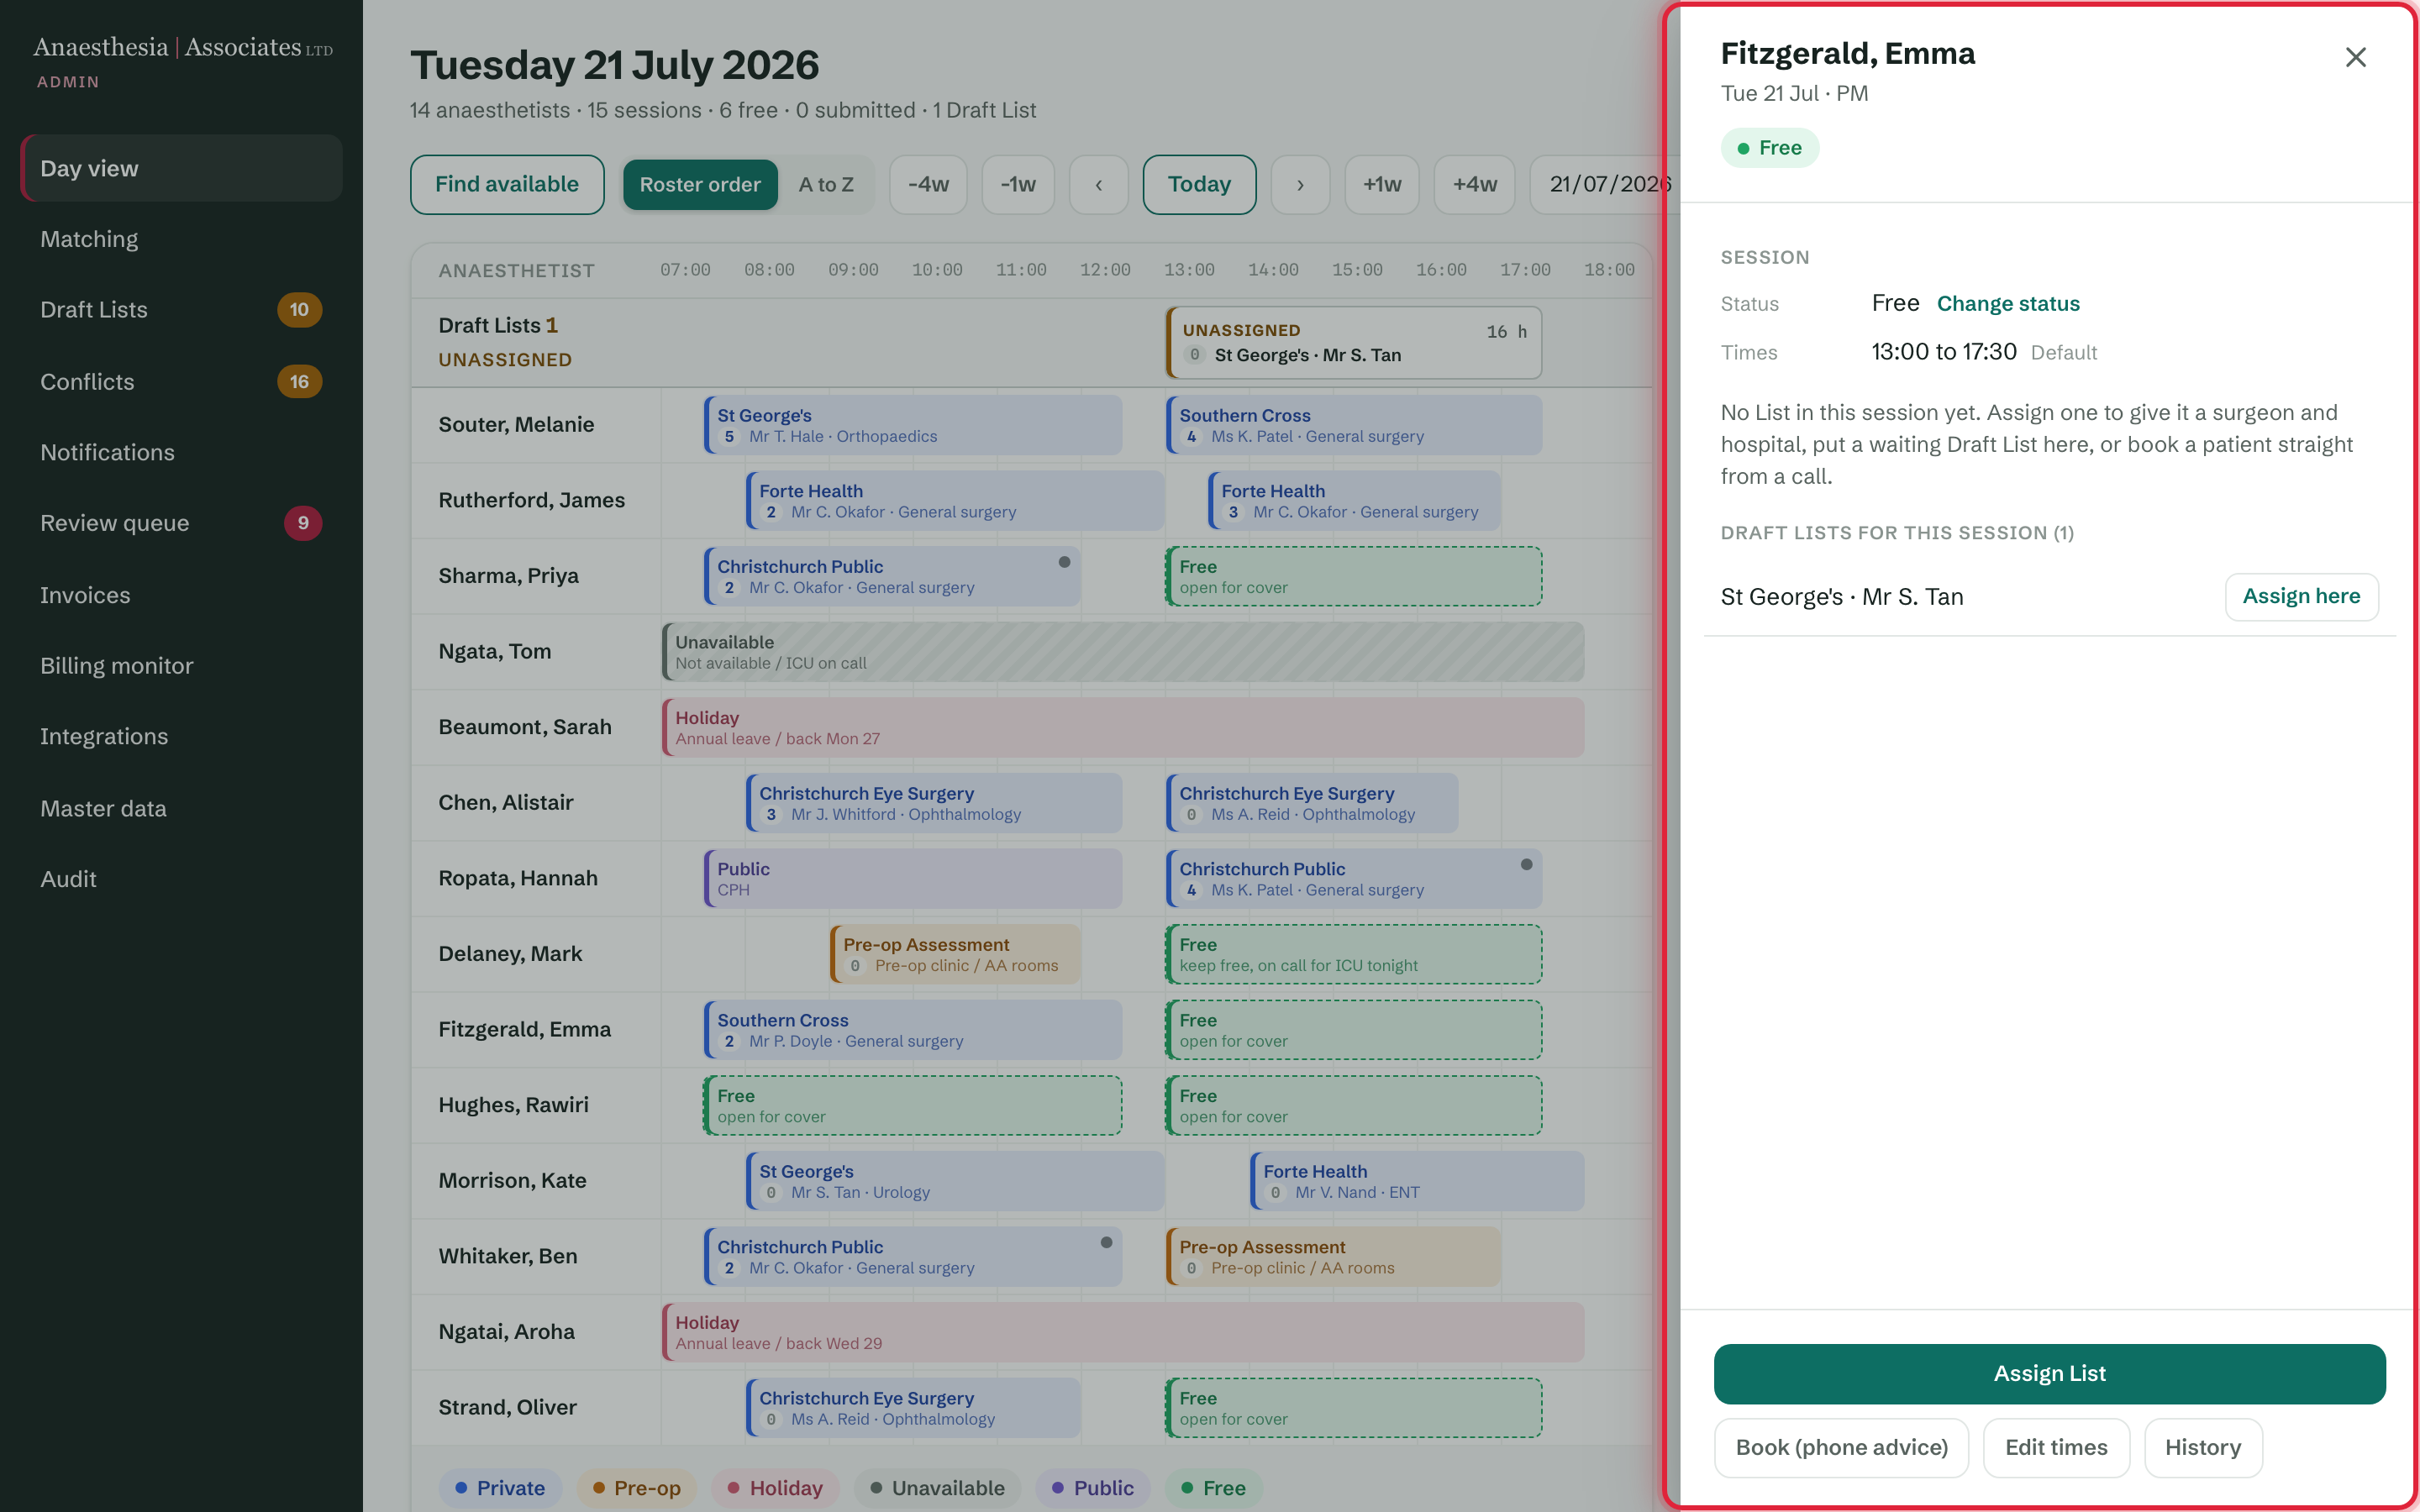 Anaesthesia | Associates LTD
ADMIN
Day view
Matching
Draft Lists 10
Conflicts 16
Notifications
Review queue 9
Invoices
Billing monitor
Integrations
Master data
Audit
Tuesday 21 July 2026
14 anaesthetists · 15 sessions · 6 free · 0 submitted · 1 Draft List
Find available Roster order A to Z -4w -1w ‹ Today › +1w +4w 21/07/2026
ANAESTHETIST 07:00 08:00 09:00 10:00 11:00 12:00 13:00 14:00 15:00 16:00 17:00 18:00
Draft Lists 1
UNASSIGNED
UNASSIGNED 16 h
0 St George's · Mr S. Tan
Souter, Melanie
St George's
5 Mr T. Hale · Orthopaedics
Southern Cross
4 Ms K. Patel · General surgery
Rutherford, James
Forte Health
2 Mr C. Okafor · General surgery
Forte Health
3 Mr C. Okafor · General surgery
Sharma, Priya
Christchurch Public
2 Mr C. Okafor · General surgery
Free
open for cover
Ngata, Tom
Unavailable
Not available / ICU on call
Beaumont, Sarah
Holiday
Annual leave / back Mon 27
Chen, Alistair
Christchurch Eye Surgery
3 Mr J. Whitford · Ophthalmology
Christchurch Eye Surgery
0 Ms A. Reid · Ophthalmology
Ropata, Hannah
Public
CPH
Christchurch Public
4 Ms K. Patel · General surgery
Delaney, Mark
Pre-op Assessment
0 Pre-op clinic / AA rooms
Free
keep free, on call for ICU tonight
Fitzgerald, Emma
Southern Cross
2 Mr P. Doyle · General surgery
Free
open for cover
Hughes, Rawiri
Free
open for cover
Free
open for cover
Morrison, Kate
St George's
0 Mr S. Tan · Urology
Forte Health
0 Mr V. Nand · ENT
Whitaker, Ben
Christchurch Public
2 Mr C. Okafor · General surgery
Pre-op Assessment
0 Pre-op clinic / AA rooms
Ngatai, Aroha
Holiday
Annual leave / back Wed 29
Strand, Oliver
Christchurch Eye Surgery
0 Ms A. Reid · Ophthalmology
Free
open for cover
Private Pre-op Holiday Unavailable Public Free
Fitzgerald, Emma
Tue 21 Jul · PM
Free
SESSION
Status Free Change status
Times 13:00 to 17:30 Default
No List in this session yet. Assign one to give it a surgeon and
hospital, put a waiting Draft List here, or book a patient straight
from a call.
DRAFT LISTS FOR THIS SESSION (1)
St George's · Mr S. Tan Assign here
Assign List
Book (phone advice) Edit times History